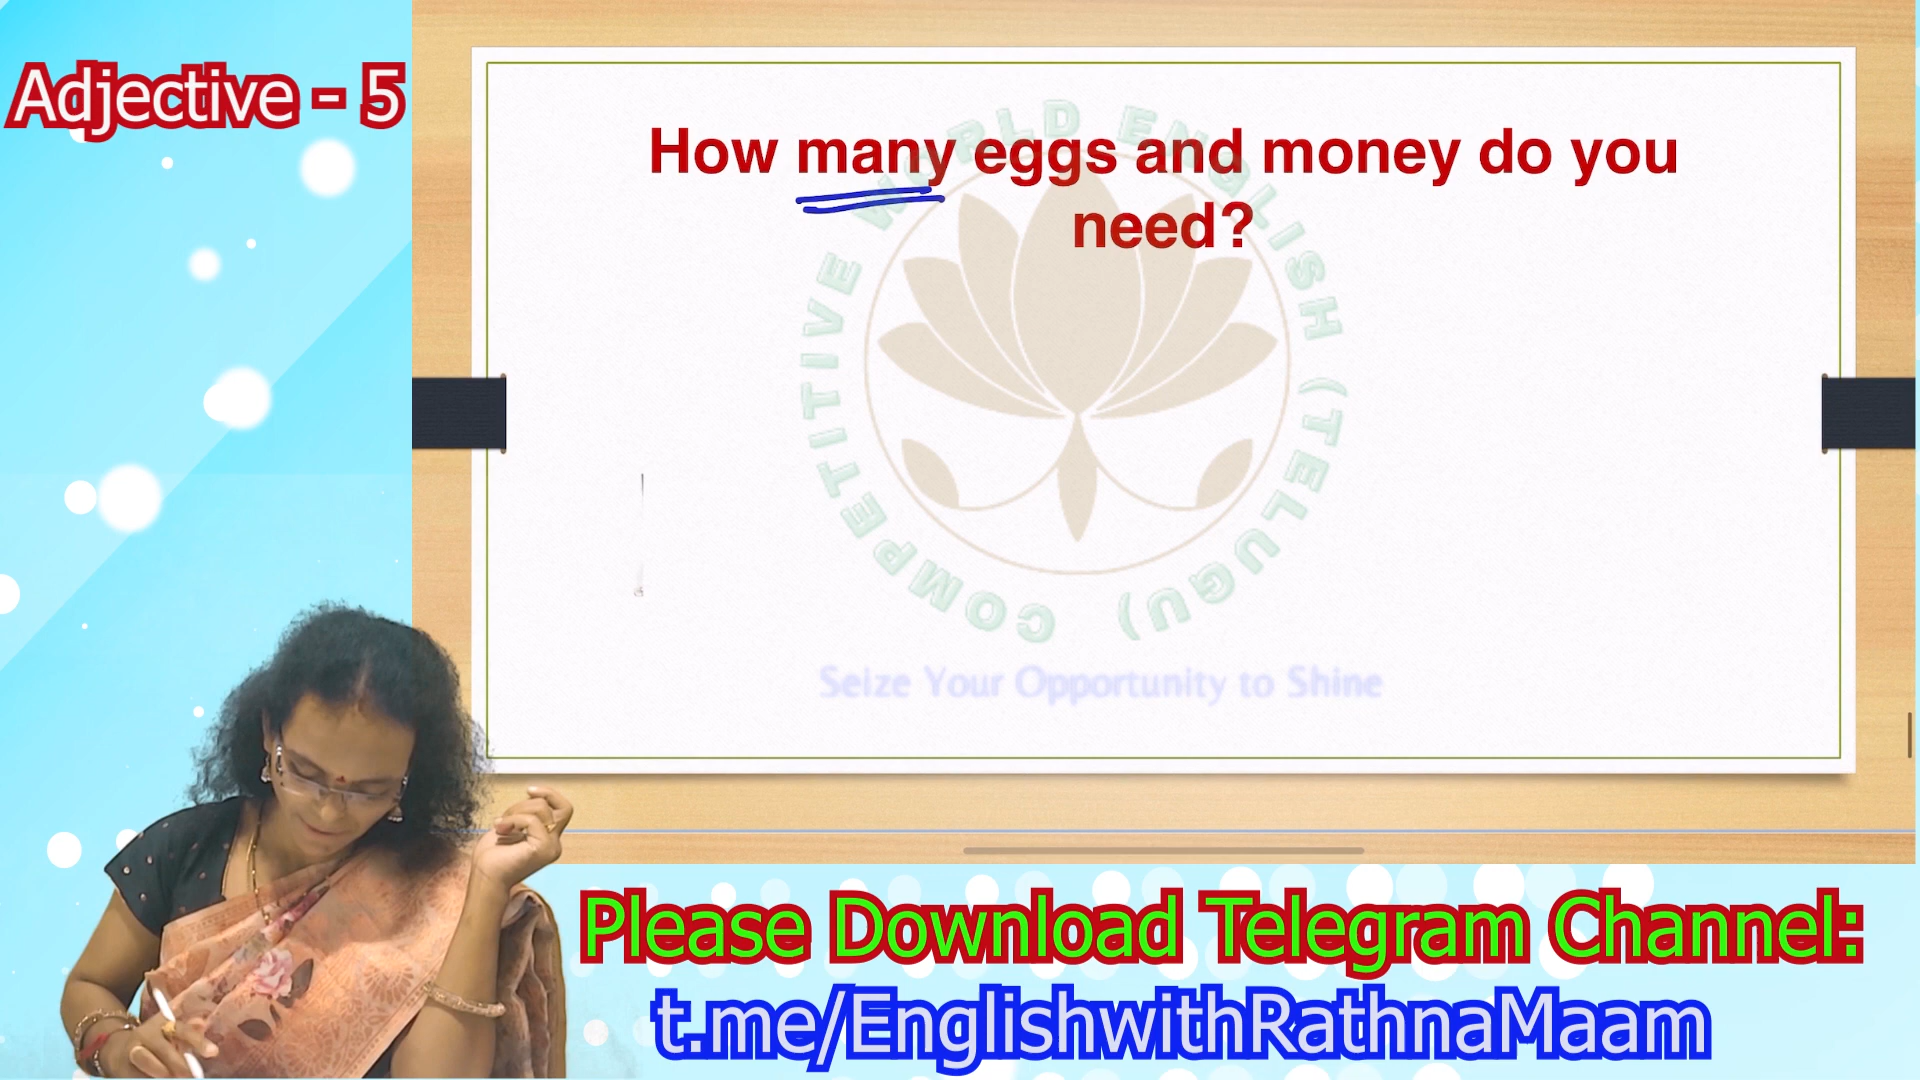 Adjective - 5
How many eggs and money do you
need?
COMPETITIVE WORLD ENGLISH (TELUGU)
Seize Your Opportunity to Shine
Please Download Telegram Channel:
t.me/EnglishwithRathnaMaam